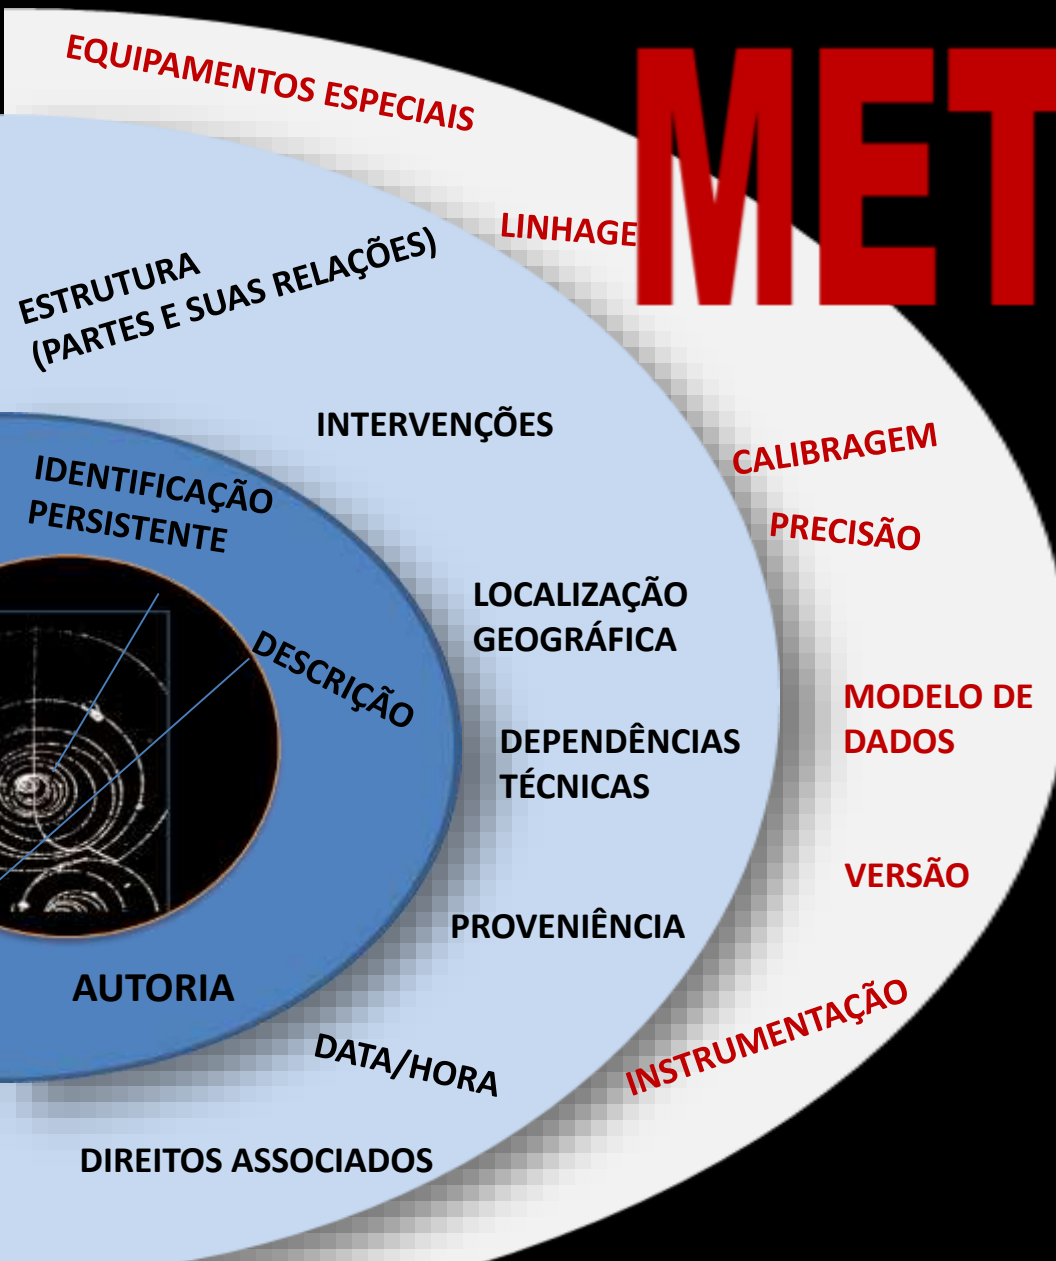 EQUIPAMENTOS ESPECIAIS
MET
LINHAGE
ESTRUTURA
(PARTES E SUAS RELAÇÕES)
INTERVENÇÕES
CALIBRAGEM
IDENTIFICAÇÃO
PERSISTENTE
PRECISÃO
LOCALIZAÇÃO
GEOGRÁFICA
DESCRIÇÃO
MODELO DE
DADOS
DEPENDÊNCIAS
TÉCNICAS
VERSÃO
PROVENIÊNCIA
AUTORIA
INSTRUMENTAÇÃO
DATA/HORA
DIREITOS ASSOCIADOS